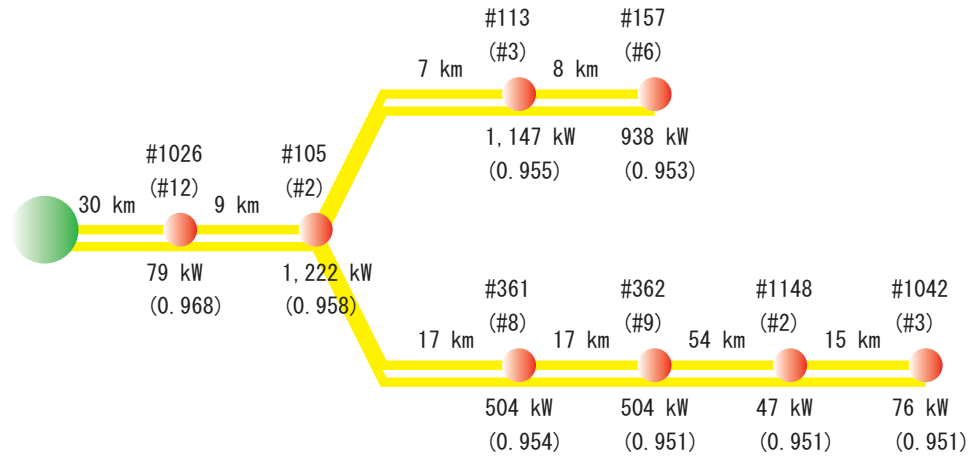 #113 #157
(#3) (#6)
7 km 8 km
1,147 kW 938 kW
(0.955) (0.953)
#1026 #105
(#12) (#2)
30 km 9 km
79 kW 1,222 kW
(0.968) (0.958)
#361 #362 #1148 #1042
(#8) (#9) (#2) (#3)
17 km 17 km 54 km 15 km
504 kW 504 kW 47 kW 76 kW
(0.954) (0.951) (0.951) (0.951)